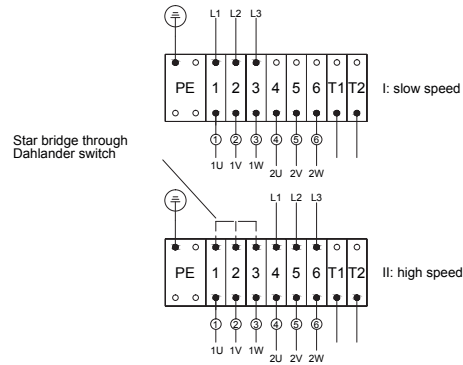 L1 L2 L3
PE 1 2 3 4 5 6 T1 T2
I: slow speed
1 2 3 4 5 6
1U 1V 1W 2U 2V 2W
Star bridge through
Dahlander switch
L1 L2 L3
PE 1 2 3 4 5 6 T1 T2
II: high speed
1 2 3 4 5 6
1U 1V 1W 2U 2V 2W